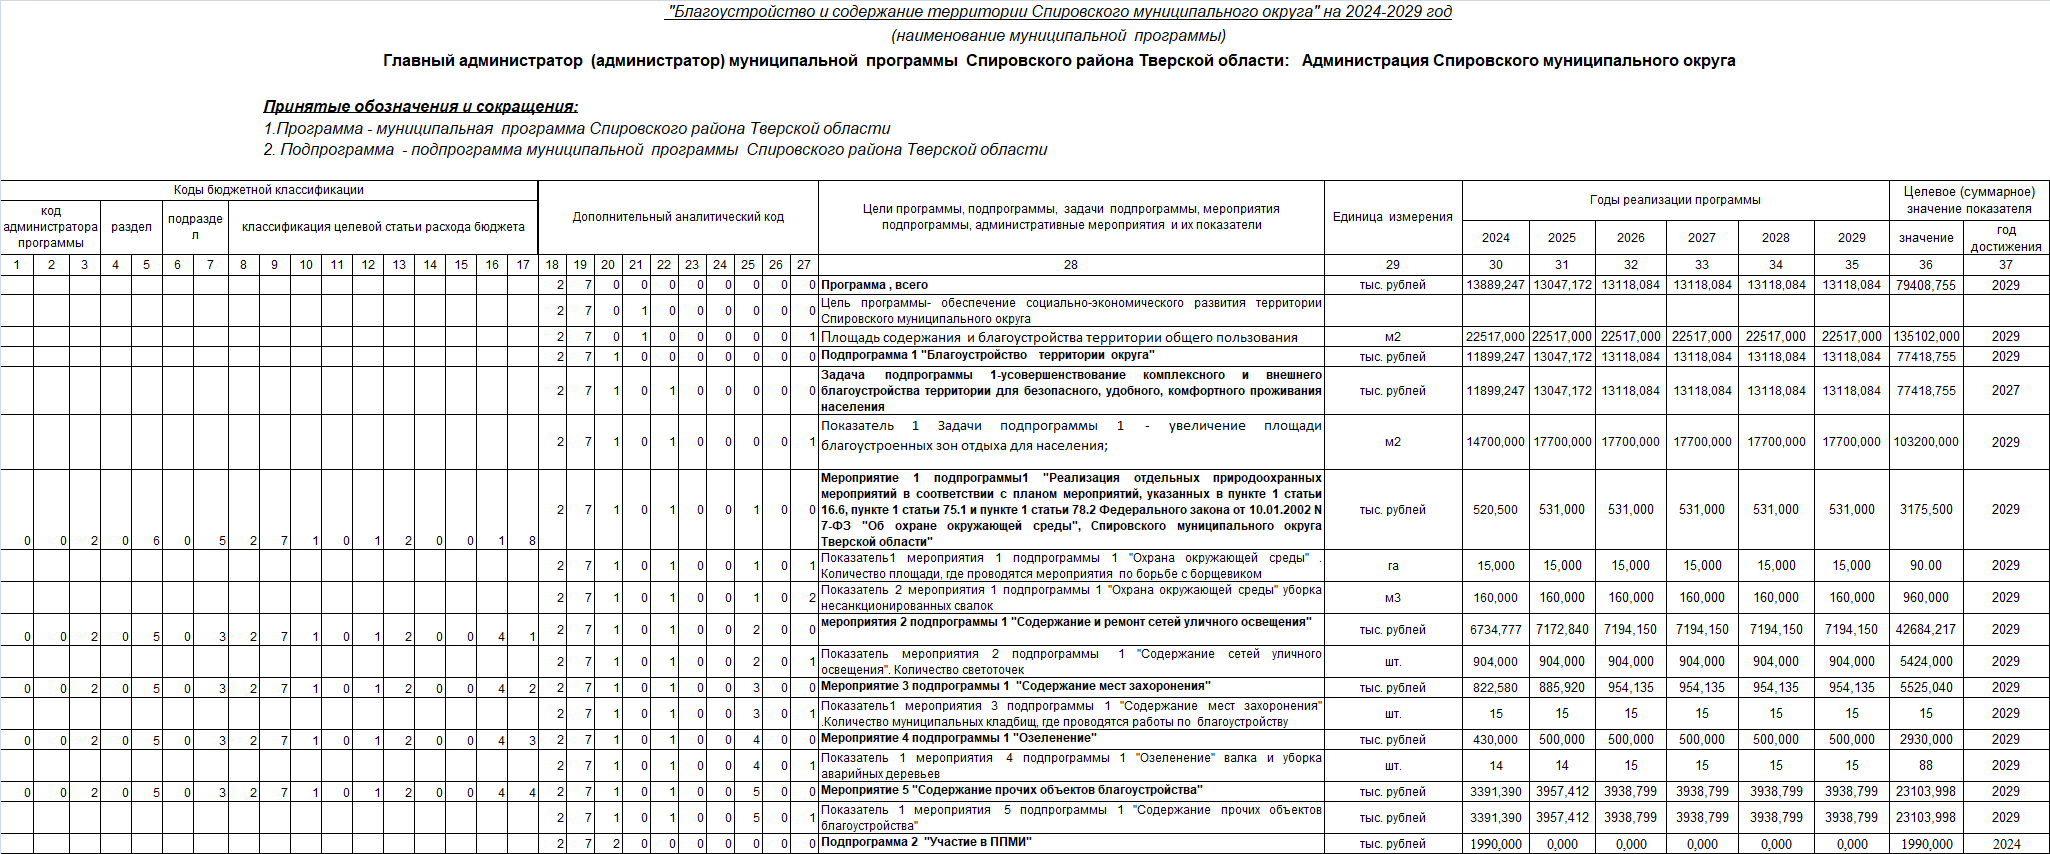 "Благоустройство и содержание территории Спировского муниципального округа" на 2024-2029 год
(наименование муниципальной программы)
Главный администратор (администратор) муниципальной программы Спировского района Тверской области: Администрация Спировского муниципального округа
Принятые обозначения и сокращения:
1.Программа - муниципальная программа Спировского района Тверской области
2. Подпрограмма - подпрограмма муниципальной программы Спировского района Тверской области
Коды бюджетной классификации
код администратора программы
раздел
подразде
л
классификация целевой статьи расхода бюджета
Дополнительный аналитический код
Цели программы, подпрограммы, задачи подпрограммы, мероприятия
подпрограммы, административные мероприятия и их показатели
Единица измерения
Годы реализации программы
Целевое (суммарное)
значение показателя
2024 2025 2026 2027 2028 2029 значение год достижения
1 2 3 4 5 6 7 8 9 10 11 12 13 14 15 16 17 18 19 20 21 22 23 24 25 26 27 28 29 30 31 32 33 34 35 36 37
2 7 0 0 0 0 0 0 0 0 Программа , всего тыс. рублей 13889,247 13047,172 13118,084 13118,084 13118,084 13118,084 79408,755 2029
2 7 0 1 0 0 0 0 0 0 Цель программы- обеспечение социально-экономического развития территории
Спировского муниципального округа
2 7 0 1 0 0 0 0 0 1 Площадь содержания и благоустройства территории общего пользования м2 22517,000 22517,000 22517,000 22517,000 22517,000 22517,000 135102,000 2029
2 7 1 0 0 0 0 0 0 0 Подпрограмма 1 "Благоустройство территории округа" тыс. рублей 11899,247 13047,172 13118,084 13118,084 13118,084 13118,084 77418,755 2029
Задача подпрограммы 1-усовершенствование комплексного и внешнего
2 7 1 0 1 0 0 0 0 0 благоустройства территории для безопасного, удобного, комфортного проживания тыс. рублей 11899,247 13047,172 13118,084 13118,084 13118,084 13118,084 77418,755 2027
населения
Показатель 1 Задачи подпрограммы 1 - увеличение площади
2 7 1 0 1 0 0 0 0 1 благоустроенных зон отдыха для населения; м2 14700,000 17700,000 17700,000 17700,000 17700,000 17700,000 103200,000 2029
Мероприятие 1 подпрограммы1 "Реализация отдельных природоохранных
мероприятий в соответствии с планом мероприятий, указанных в пункте 1 статьи
2 7 1 0 1 0 0 1 0 0 16.6, пункте 1 статьи 75.1 и пункте 1 статьи 78.2 Федерального закона от 10.01.2002 N тыс. рублей 520,500 531,000 531,000 531,000 531,000 531,000 3175,500 2029
7-ФЗ "Об охране окружающей среды", Спировского муниципального округа
0 0 2 0 6 0 5 2 7 1 0 1 2 0 0 1 8 Тверской области"
Показатель1 мероприятия 1 подпрограммы 1 "Охрана окружающей среды" .
2 7 1 0 1 0 0 1 0 1 Количество площади, где проводятся мероприятия по борьбе с борщевиком га 15,000 15,000 15,000 15,000 15,000 15,000 90.00 2029
2 7 1 0 1 0 0 1 0 2 Показатель 2 мероприятия 1 подпрограммы 1 "Охрана окружающей среды" уборка
несанкционированных свалок м3 160,000 160,000 160,000 160,000 160,000 160,000 960,000 2029
0 0 2 0 5 0 3 2 7 1 0 1 2 0 0 4 1 2 7 1 0 1 0 0 2 0 0 мероприятия 2 подпрограммы 1 "Содержание и ремонт сетей уличного освещения" тыс. рублей 6734,777 7172,840 7194,150 7194,150 7194,150 7194,150 42684,217 2029
2 7 1 0 1 0 0 2 0 1 Показатель мероприятия 2 подпрограммы 1 "Содержание сетей уличного
освещения". Количество светоточек шт. 904,000 904,000 904,000 904,000 904,000 904,000 5424,000 2029
0 0 2 0 5 0 3 2 7 1 0 1 2 0 0 4 2 2 7 1 0 1 0 0 3 0 0 Мероприятие 3 подпрограммы 1 "Содержание мест захоронения" тыс. рублей 822,580 885,920 954,135 954,135 954,135 954,135 5525,040 2029
2 7 1 0 1 0 0 3 0 1 Показатель1 мероприятия 3 подпрограммы 1 "Содержание мест захоронения"
.Количество муниципальных кладбищ, где проводятся работы по благоустройству шт. 15 15 15 15 15 15 15 2029
0 0 2 0 5 0 3 2 7 1 0 1 2 0 0 4 3 2 7 1 0 1 0 0 4 0 0 Мероприятие 4 подпрограммы 1 "Озеленение" тыс. рублей 430,000 500,000 500,000 500,000 500,000 500,000 2930,000 2029
2 7 1 0 1 0 0 4 0 1 Показатель 1 мероприятия 4 подпрограммы 1 "Озеленение" валка и уборка
аварийных деревьев шт. 14 14 15 15 15 15 88 2029
0 0 2 0 5 0 3 2 7 1 0 1 2 0 0 4 4 2 7 1 0 1 0 0 5 0 0 Мероприятие 5 "Содержание прочих объектов благоустройства" тыс. рублей 3391,390 3957,412 3938,799 3938,799 3938,799 3938,799 23103,998 2029
2 7 1 0 1 0 0 5 0 1 Показатель 1 мероприятия 5 подпрограммы 1 "Содержание прочих объектов
благоустройства" тыс. рублей 3391,390 3957,412 3938,799 3938,799 3938,799 3938,799 23103,998 2029
2 7 2 0 0 0 0 0 0 0 Подпрограмма 2 "Участие в ППМИ" тыс. рублей 1990,000 0,000 0,000 0,000 0,000 0,000 1990,000 2024